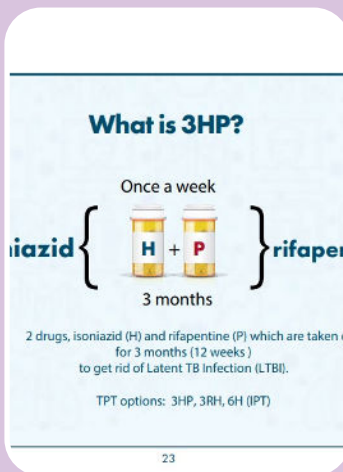 What is 3HP?
Once a week
niazid { H + P } rifaper
3 months
2 drugs, isoniazid (H) and rifapentine (P) which are taken
for 3 months (12 weeks )
to get rid of Latent TB Infection (LTBI).
TPT options: 3HP, 3RH, 6H (IPT)
23